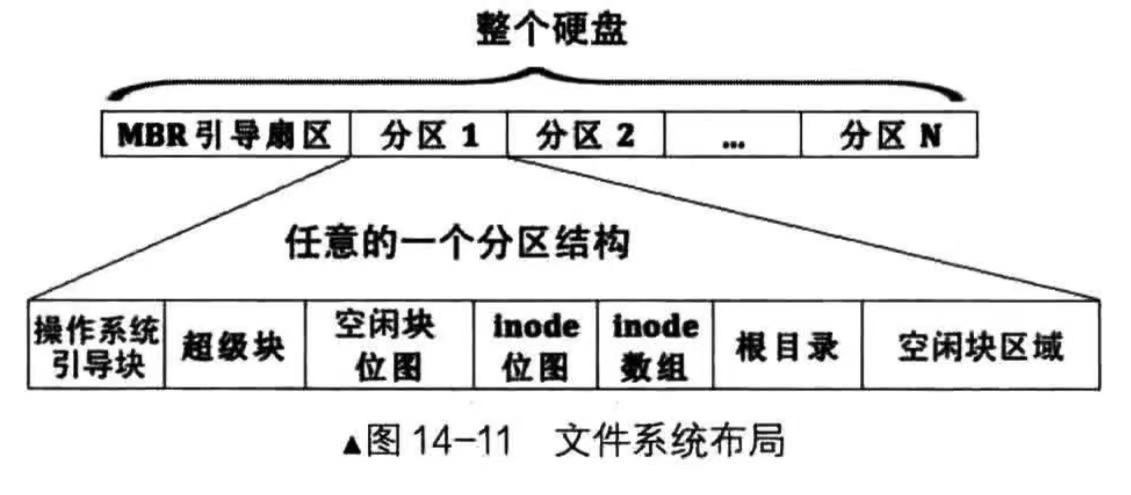 整个硬盘
MBR引导扇区 分区 1 分区 2 ... 分区 N
任意的一个分区结构
操作系统
引导块
超级块
空闲块
位图
inode
位图
inode
数组
根目录
空闲块区域
▲图 14-11 文件系统布局